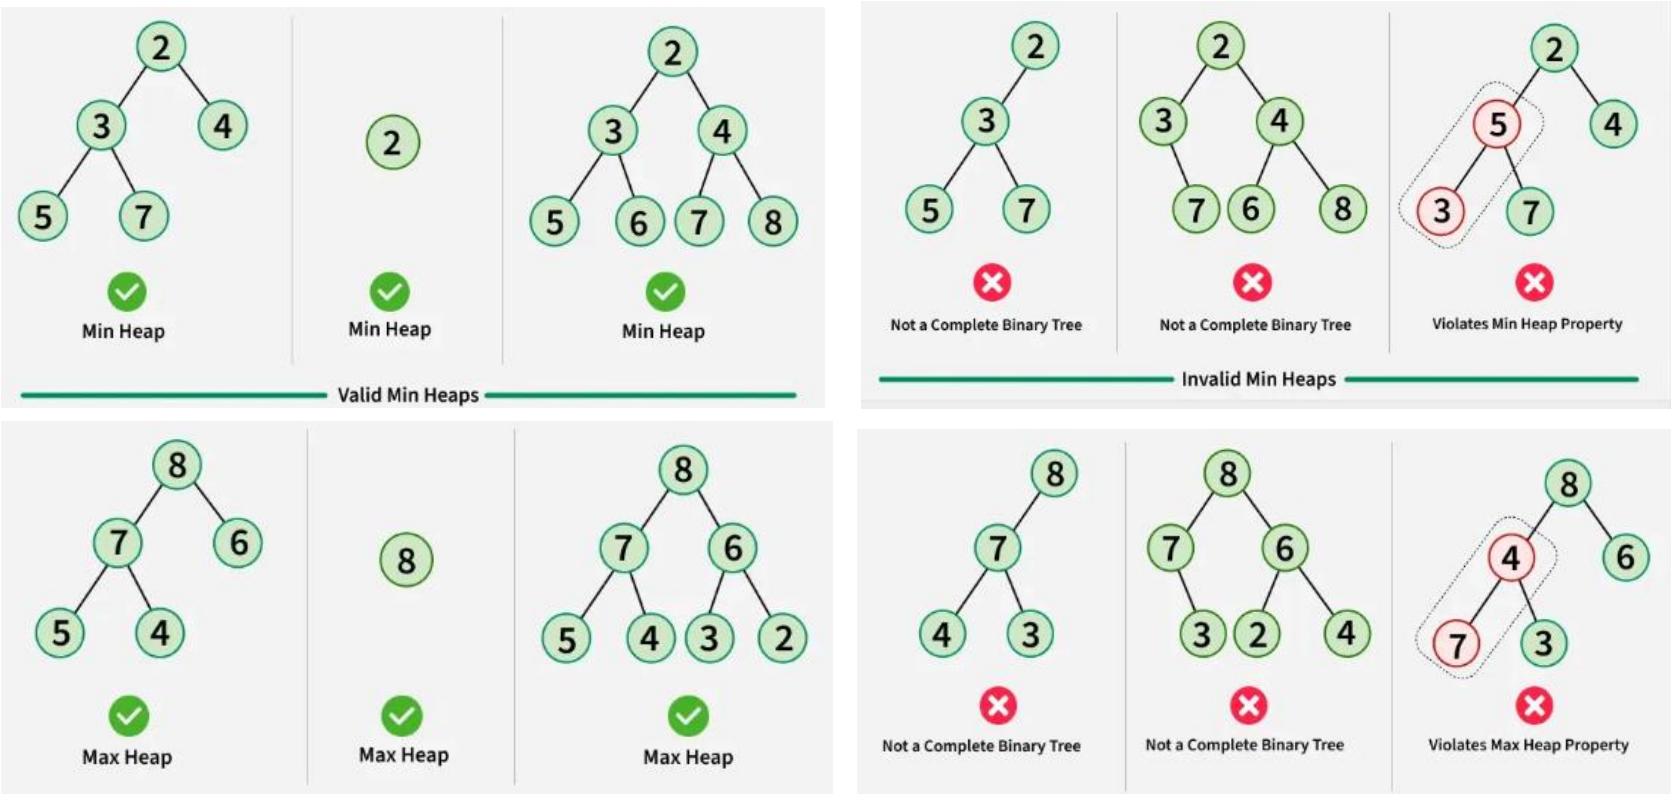 2
3 4
5 7
Min Heap
2
Min Heap
2
3 4
5 6 7 8
Min Heap
Valid Min Heaps
2
3
5 7
Not a Complete Binary Tree
2
3 4
7 6 8
Not a Complete Binary Tree
2
5 4
3 7
Violates Min Heap Property
Invalid Min Heaps
8
7 6
5 4
Max Heap
8
Max Heap
8
7 6
5 4 3 2
Max Heap
8
7
4 3
Not a Complete Binary Tree
8
7 6
3 2 4
Not a Complete Binary Tree
8
4 6
7 3
Violates Max Heap Property